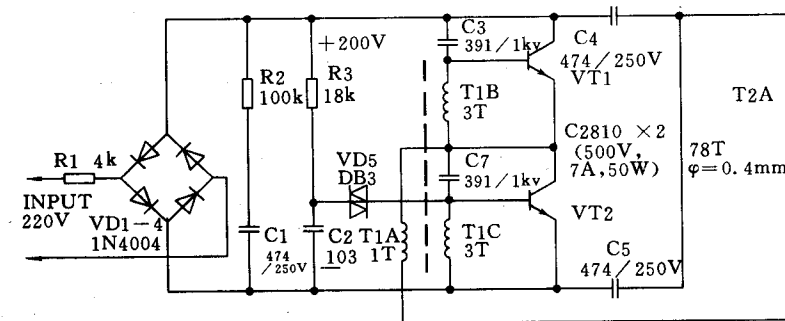 +200V
C3
391/1kv
C4
474/250V
VT1
R2
100k
R3
18k
T1B
3T
T2A
R1 4k
VD5
DB3
C7
391/1kv
C2810 ×2
(500V,
7A,50W)
78T
φ=0.4mm
INPUT
220V
VD1-4
1N4004
C1
474
/250V
C2
103
T1A
1T
T1C
3T
VT2
C5
474/250V